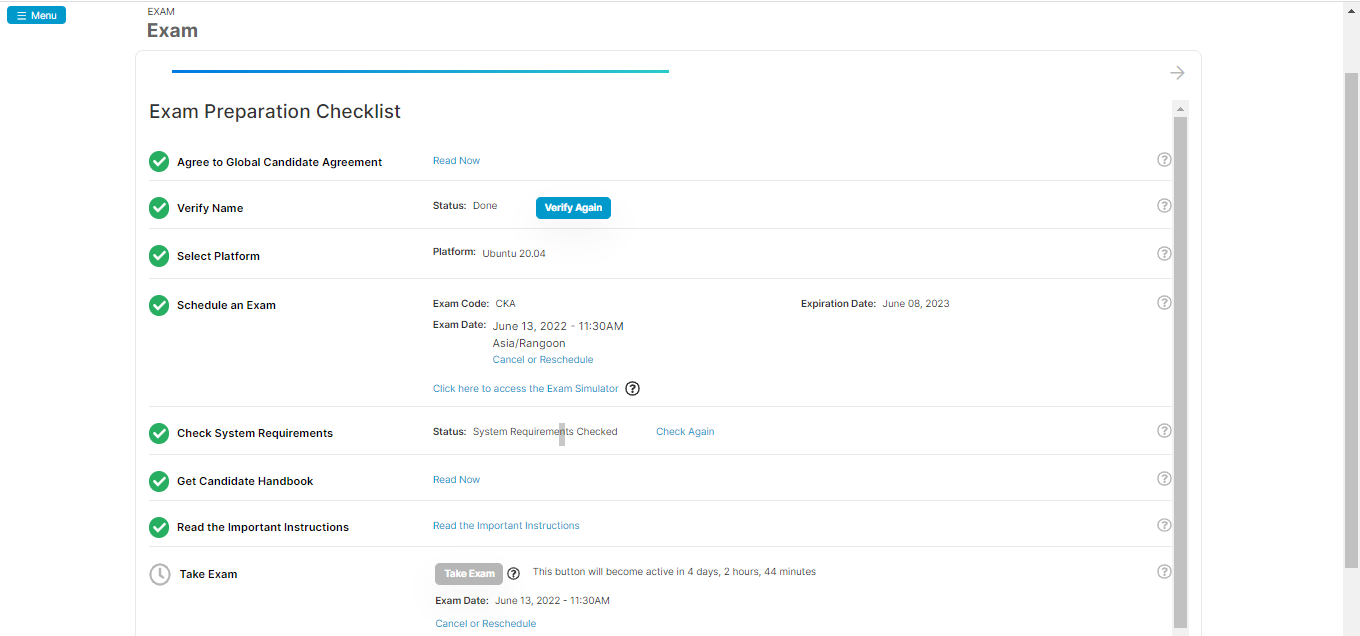 Menu
EXAM
Exam
Exam Preparation Checklist
Agree to Global Candidate Agreement Read Now
Verify Name Status: Done Verify Again
Select Platform Platform: Ubuntu 20.04
Schedule an Exam Exam Code: CKA Expiration Date: June 08, 2023
Exam Date: June 13, 2022 - 11:30AM
Asia/Rangoon
Cancel or Reschedule
Click here to access the Exam Simulator ?
Check System Requirements Status: System Requirements Checked Check Again
Get Candidate Handbook Read Now
Read the Important Instructions Read the Important Instructions
Take Exam Take Exam ? This button will become active in 4 days, 2 hours, 44 minutes
Exam Date: June 13, 2022 - 11:30AM
Cancel or Reschedule